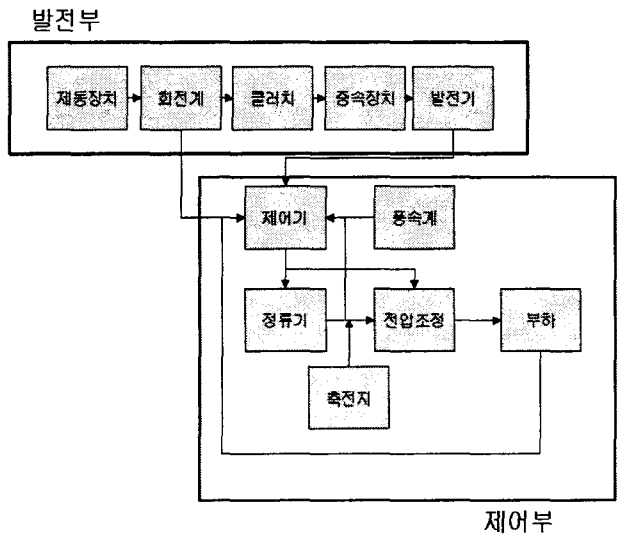 발전부
제동장치
회전계
클러치
증속장치
발전기
제어기
풍속계
정류기
전압조정
부하
축전지
제어부